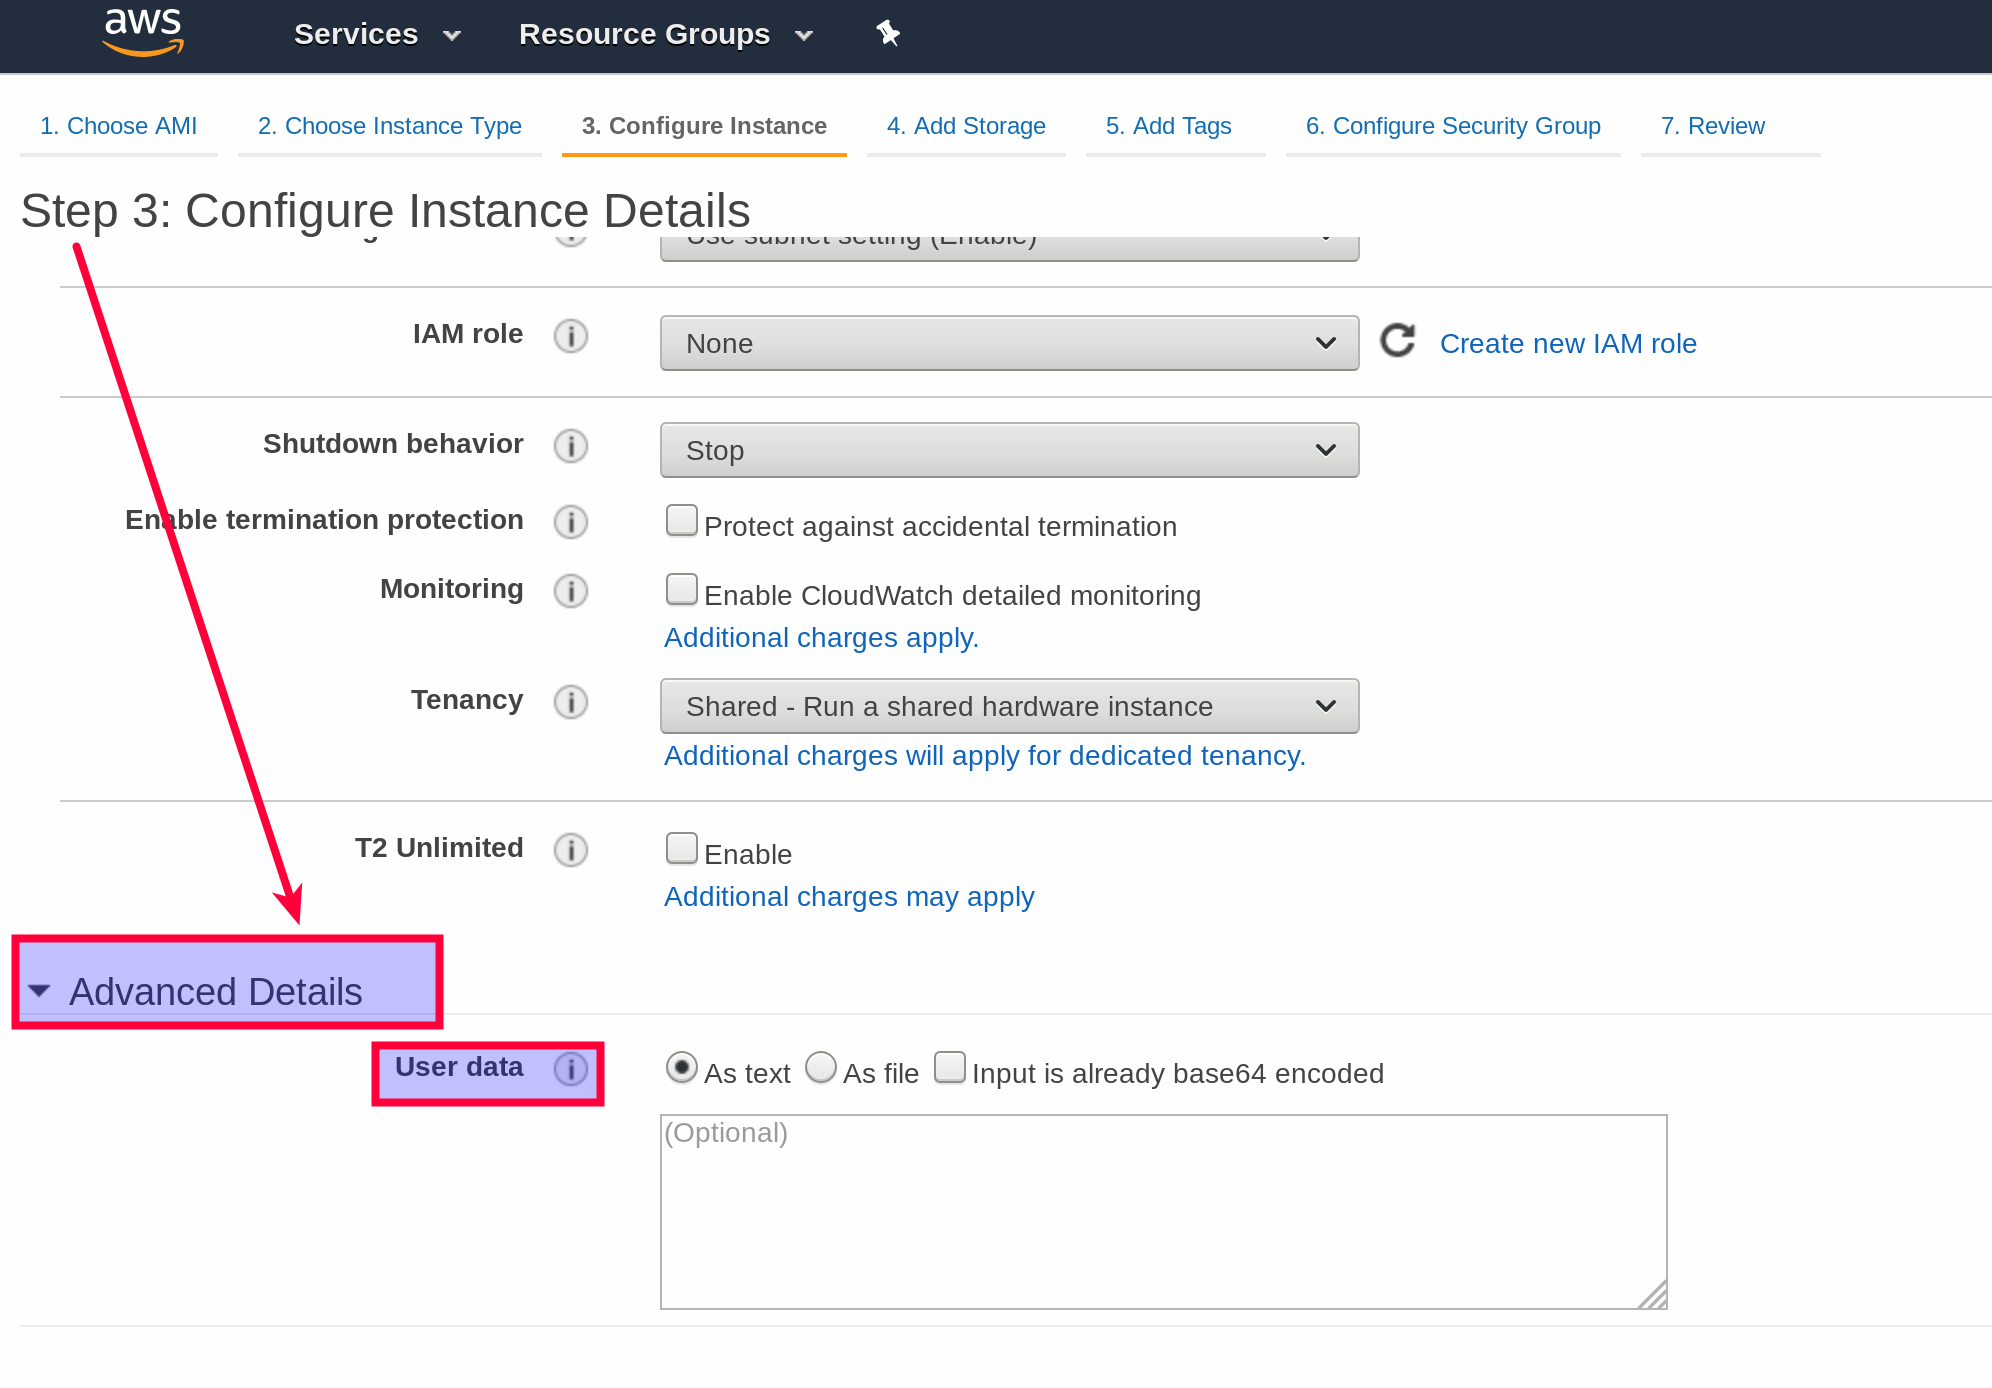 aws Services Resource Groups
1. Choose AMI 2. Choose Instance Type 3. Configure Instance 4. Add Storage 5. Add Tags 6. Configure Security Group 7. Review
Step 3: Configure Instance Details
Use subnet setting (Enable)
IAM role None Create new IAM role
Shutdown behavior Stop
Enable termination protection Protect against accidental termination
Monitoring Enable CloudWatch detailed monitoring
Additional charges apply.
Tenancy Shared - Run a shared hardware instance
Additional charges will apply for dedicated tenancy.
T2 Unlimited Enable
Additional charges may apply
Advanced Details
User data As text As file Input is already base64 encoded
(Optional)